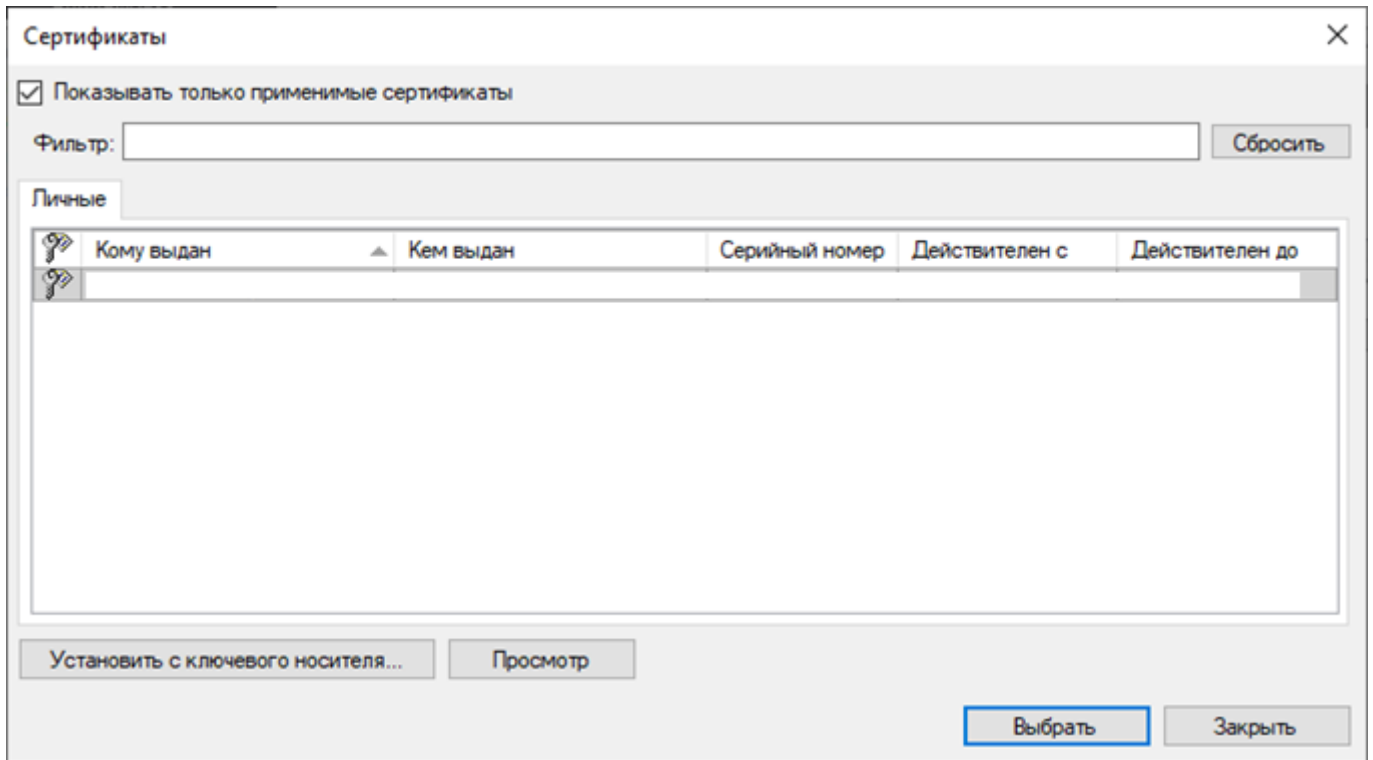 Сертификаты
Показывать только применимые сертификаты
Фильтр: Сбросить
Личные
Кому выдан Кем выдан Серийный номер Действителен с Действителен до
Установить с ключевого носителя... Просмотр
Выбрать Закрыть